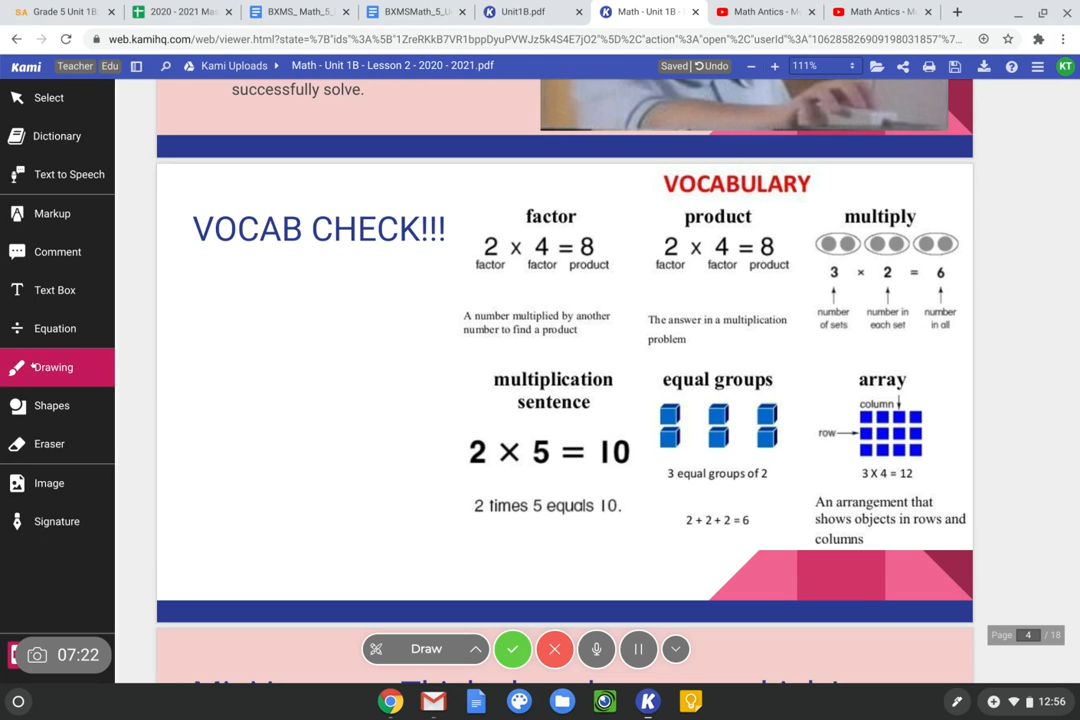 Grade 5 Unit 1B:
2020 - 2021 Mas
BXMS_ Math_5_
BXMSMath_5_U
Unit1B.pdf
Math - Unit 1B -
Math Antics - M
Math Antics - M
web.kamihq.com/web/viewer.html?state=%7B"ids"%3A%5B"1ZreRKkB7VR1bppDyuPVWJz5k4S4E7jO2"%5D%2C"action"%3A"open"%2C"userId"%3A"106285826909198031857"%7...
Kami
Teacher
Edu
Kami Uploads
Math - Unit 1B - Lesson 2 - 2020 - 2021.pdf
Saved
Undo
111%
KT
Select
Dictionary
Text to Speech
Markup
Comment
Text Box
Equation
Drawing
Shapes
Eraser
Image
Signature
successfully solve.
VOCABULARY
VOCAB CHECK!!!
factor
2 x 4 = 8
factor factor product
A number multiplied by another
number to find a product
product
2 x 4 = 8
factor factor product
The answer in a multiplication
problem
multiply
3 x 2 = 6
number number in number
of sets each set in all
multiplication
sentence
2 × 5 = 10
2 times 5 equals 10.
equal groups
3 equal groups of 2
2 + 2 + 2 = 6
array
column
row
3 X 4 = 12
An arrangement that
shows objects in rows and
columns
Page 4 / 18
07:22
Draw
12:56